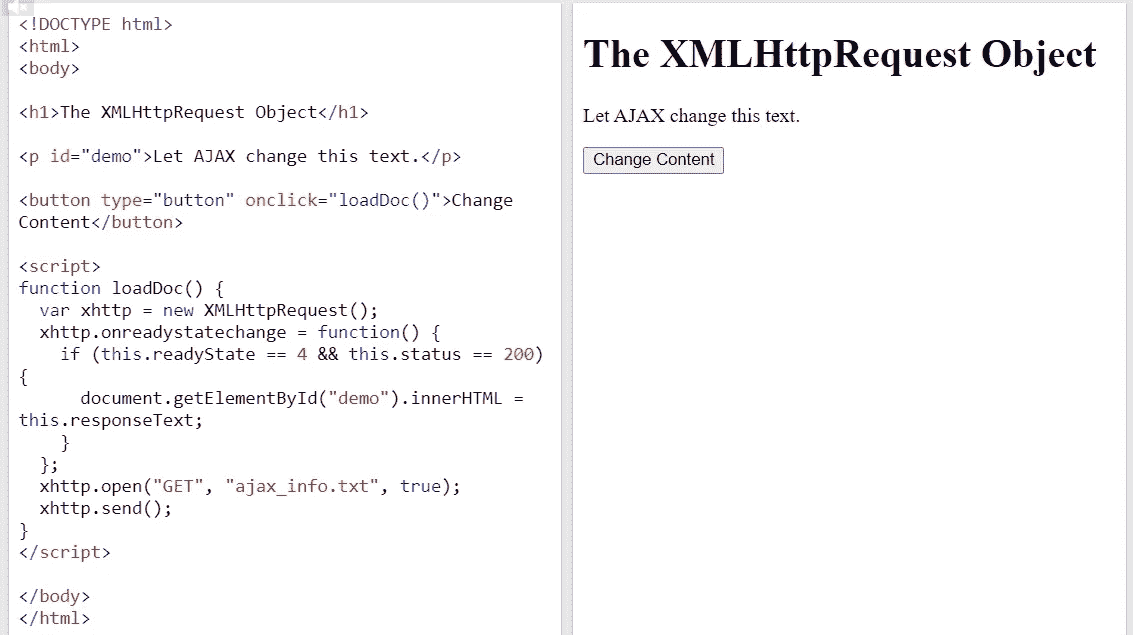 <!DOCTYPE html>
<html>
<body>
<h1>The XMLHttpRequest Object</h1>
<p id="demo">Let AJAX change this text.</p>
<button type="button" onclick="loadDoc()">Change
Content</button>
<script>
function loadDoc() {
  var xhttp = new XMLHttpRequest();
  xhttp.onreadystatechange = function() {
    if (this.readyState == 4 && this.status == 200)
{
      document.getElementById("demo").innerHTML =
this.responseText;
    }
  };
  xhttp.open("GET", "ajax_info.txt", true);
  xhttp.send();
}
</script>
</body>
</html>
The XMLHttpRequest Object
Let AJAX change this text.
Change Content